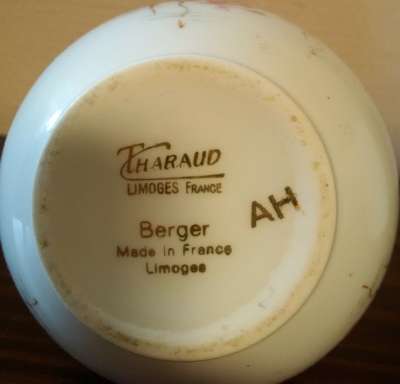 THARAUD
LIMOGES FRANCE
AH
Berger
Made in France
Limoges